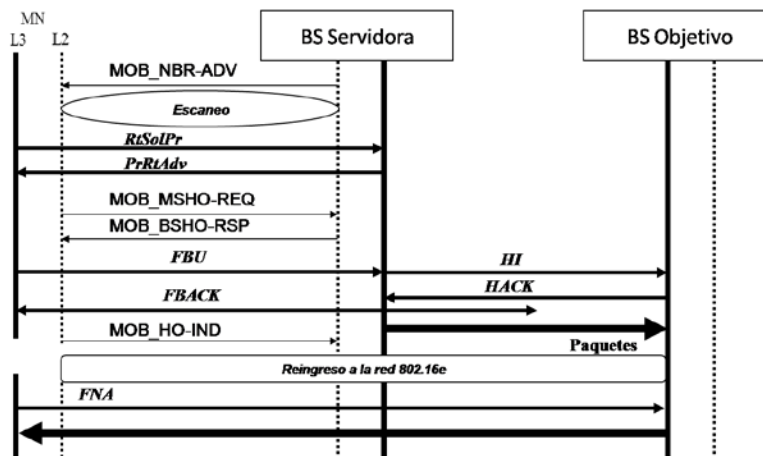 MN
L3 L2
BS Servidora
BS Objetivo
MOB_NBR-ADV
Escaneo
RtSolPr
PrRtAdv
MOB_MSHO-REQ
MOB_BSHO-RSP
FBU
HI
HACK
FBACK
MOB_HO-IND
Paquetes
Reingreso a la red 802.16e
FNA